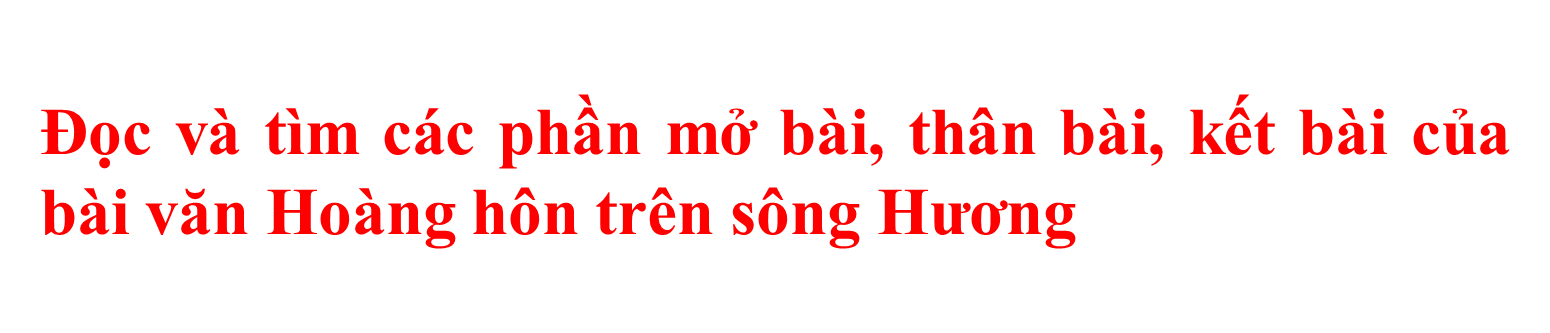 Đọc và tìm các phần mở bài, thân bài, kết bài của
bài văn Hoàng hôn trên sông Hương